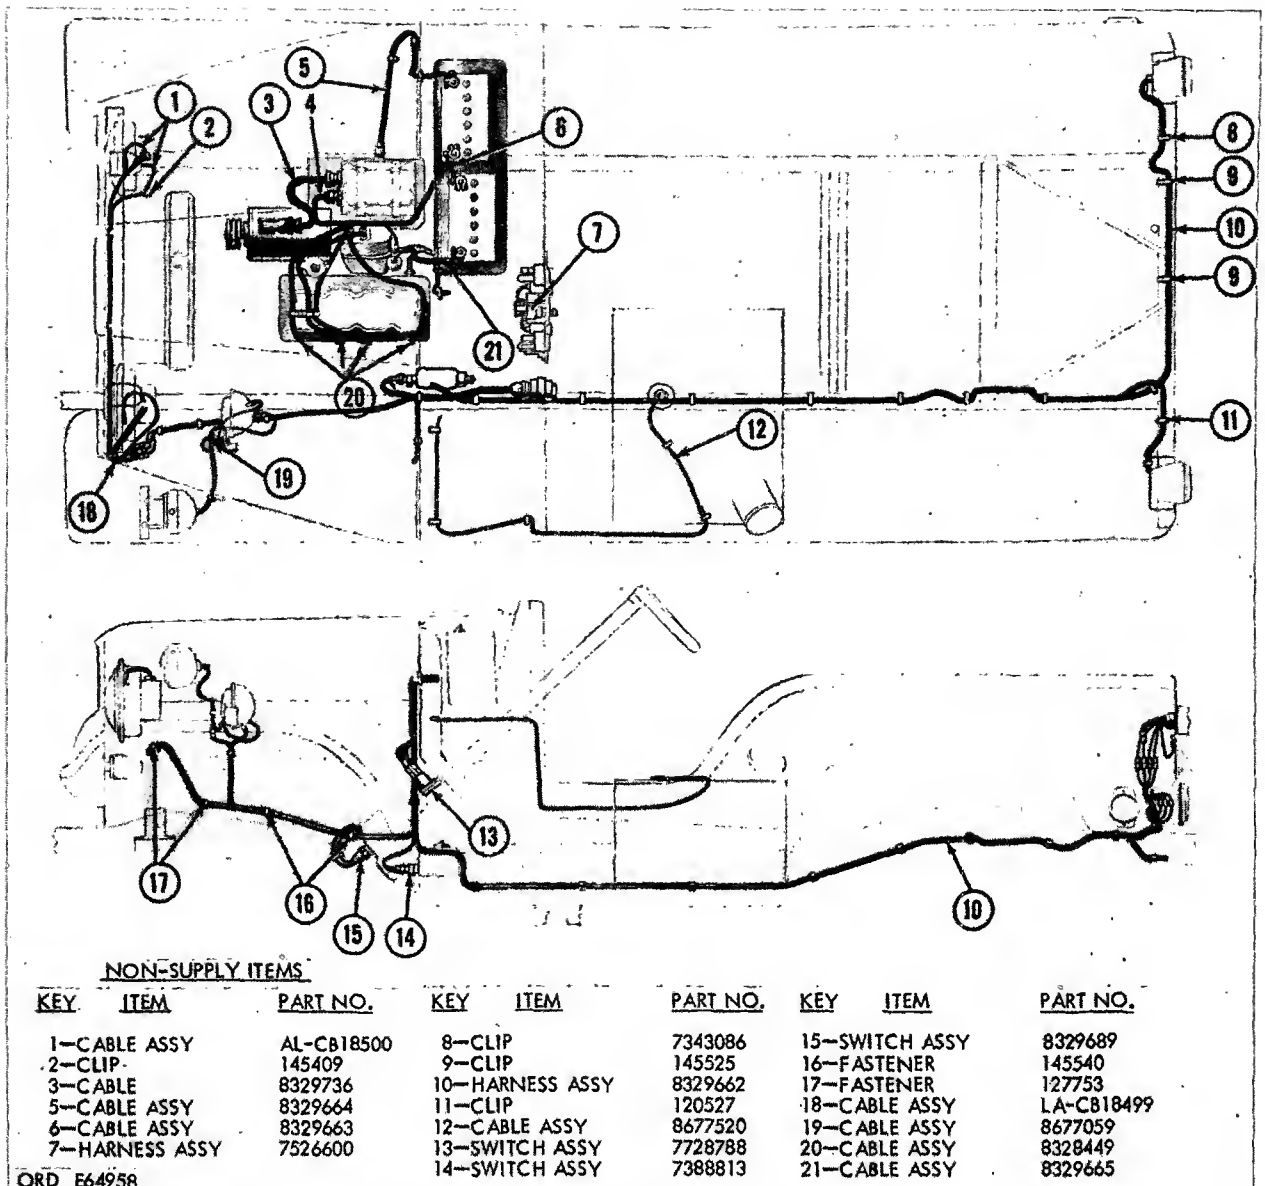 5
1
3
4
2
6
8
9
7
10
9
21
20
12
11
19
18
13
17
16
15
14
10
NON-SUPPLY ITEMS
KEY ITEM PART NO. KEY ITEM PART NO. KEY ITEM PART NO.
1—CABLE ASSY AL-CB18500 8—CLIP 7343086 15—SWITCH ASSY 8329689
2—CLIP 145409 9—CLIP 145525 16—FASTENER 145540
3—CABLE 8329736 10—HARNESS ASSY 8329662 17—FASTENER 127753
5—CABLE ASSY 8329664 11—CLIP 120527 18—CABLE ASSY LA-CB18499
6—CABLE ASSY 8329663 12—CABLE ASSY 8677520 19—CABLE ASSY 8677059
7—HARNESS ASSY 7526600 13—SWITCH ASSY 7728788 20—CABLE ASSY 8328449
14—SWITCH ASSY 7388813 21—CABLE ASSY 8329665
ORD E64958